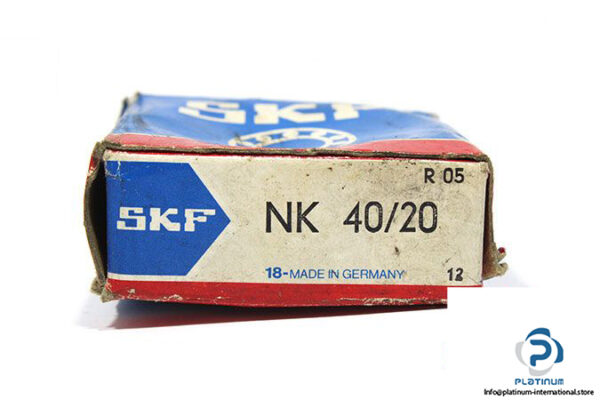 SKF
R 05
SKF
NK 40/20
18-MADE IN GERMANY
12
PLATINUM
Info@platinum-international.store